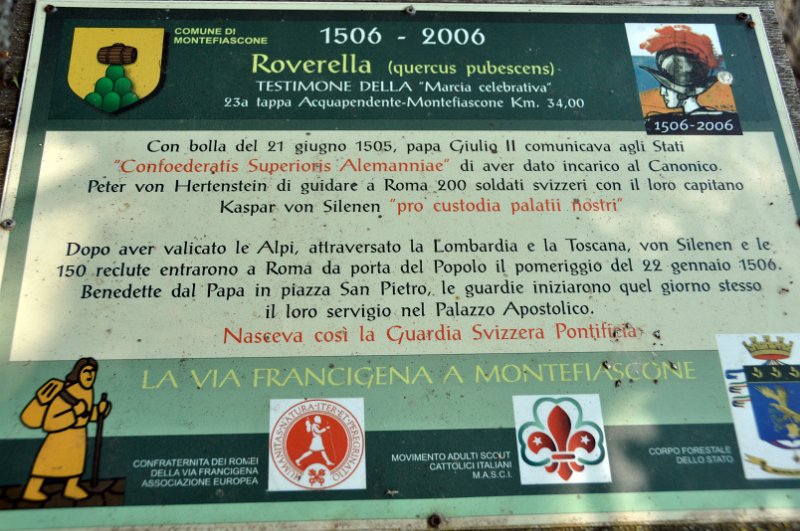 COMUNE DI
MONTEFIASCONE
1506 - 2006
Roverella (quercus pubescens)
TESTIMONE DELLA "Marcia celebrativa"
23a tappa Acquapendente-Montefiascone Km. 34,00
1506-2006
Con bolla del 21 giugno 1505, papa Giulio II comunicava agli Stati
"Confoederatis Superioris Alemanniae" di aver dato incarico al Canonico
Peter von Hertenstein di guidare a Roma 200 soldati svizzeri con il loro capitano
Kaspar von Silenen "pro custodia palatii nostri"
Dopo aver valicato le Alpi, attraversato la Lombardia e la Toscana, von Silenen e le
150 reclute entrarono a Roma da porta del Popolo il pomeriggio del 22 gennaio 1506.
Benedette dal Papa in piazza San Pietro, le guardie iniziarono quel giorno stesso
il loro servigio nel Palazzo Apostolico.
Nasceva così la Guardia Svizzera Pontificia
LA VIA FRANCIGENA A MONTEFIASCONE
CONFRATERNITA DEI ROMEI
DELLA VIA FRANCIGENA
ASSOCIAZIONE EUROPEA
HUMANITAS·NATURA·ITER·ET·PEREGRINATIO
MOVIMENTO ADULTI SCOUT
CATTOLICI ITALIANI
M.A.S.C.I.
CORPO FORESTALE
DELLO STATO